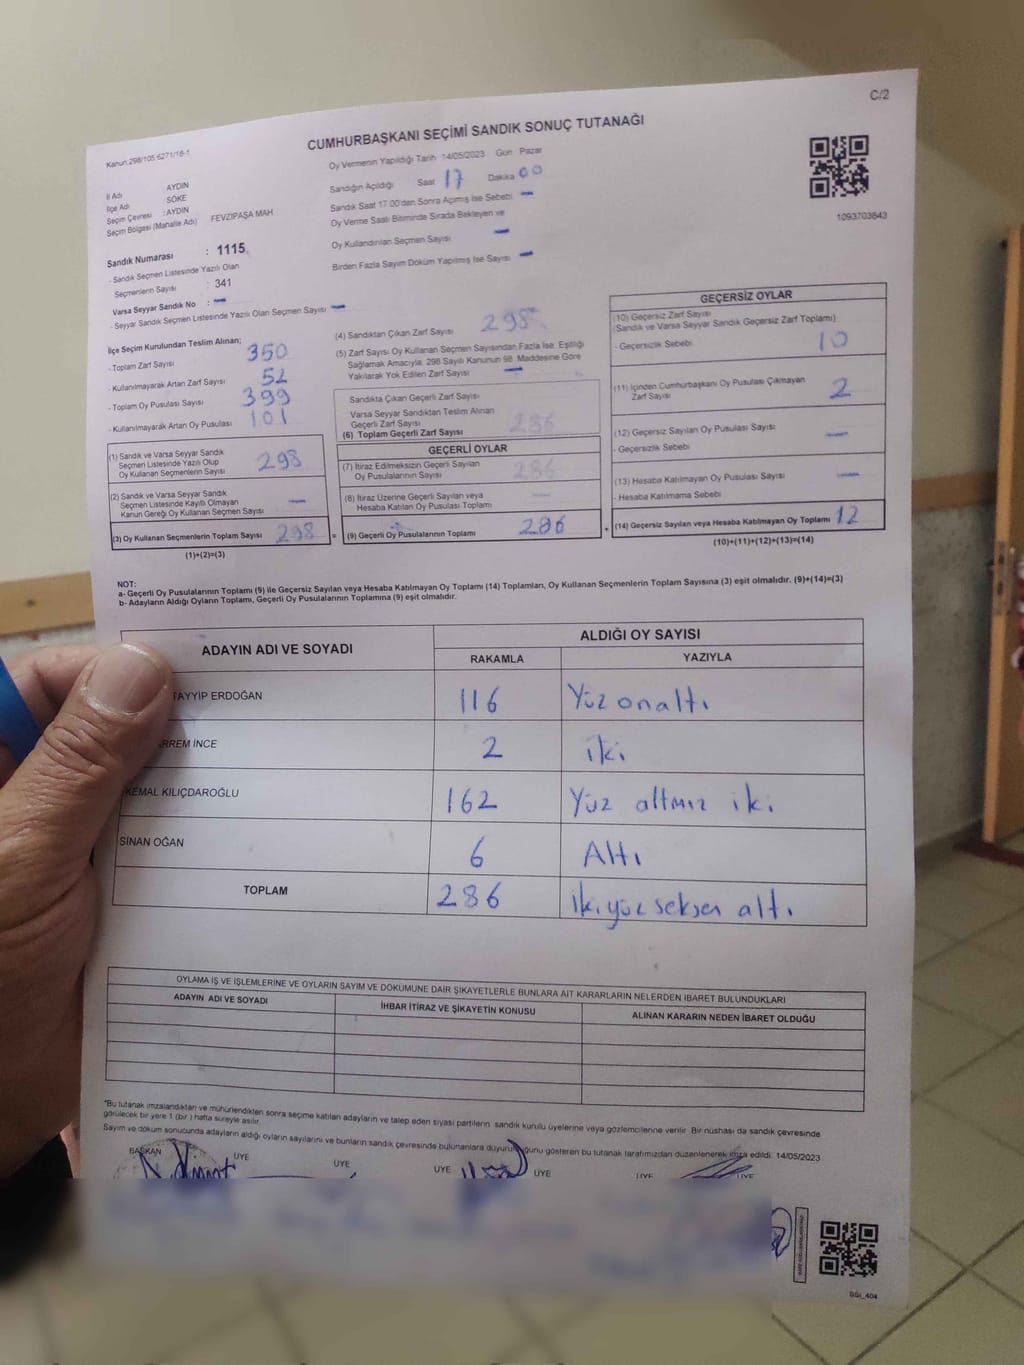 C/2
Kanun:298/105,6271/18-1
CUMHURBAŞKANI SEÇİMİ SANDIK SONUÇ TUTANAĞI
Oy Vermenin Yapıldığı Tarih 14/05/2023 Gün Pazar
İl Adı : AYDIN
İlçe Adı : SÖKE
Seçim Çevresi : AYDIN
Seçim Bölgesi (Mahalle Adı) FEVZİPAŞA MAH.
Sandığın Açıldığı Saat 17 Dakika 00
Sandık Saat 17:00'dan Sonra Açılmış İse Sebebi —
Oy Verme Saati Bitiminde Sırada Bekleyen ve
Oy Kullandırılan Seçmen Sayısı —
Birden Fazla Sayım Döküm Yapılmış İse Sayısı —
1093703643
Sandık Numarası : 1115
- Sandık Seçmen Listesinde Yazılı Olan
Seçmenlerin Sayısı : 341
Varsa Seyyar Sandık No : —
- Seyyar Sandık Seçmen Listesinde Yazılı Olan Seçmen Sayısı —
İlçe Seçim Kurulundan Teslim Alınan;
- Toplam Zarf Sayısı 350
- Kullanılmayarak Artan Zarf Sayısı 52
- Toplam Oy Pusulası Sayısı 399
- Kullanılmayarak Artan Oy Pusulası 101
(1) Sandık ve Varsa Seyyar Sandık
Seçmen Listesinde Yazılı Olup
Oy Kullanan Seçmenlerin Sayısı 298
(2) Sandık ve Varsa Seyyar Sandık
Seçmen Listesinde Kayıtlı Olmayan
Kanun Gereği Oy Kullanan Seçmen Sayısı —
(3) Oy Kullanan Seçmenlerin Toplam Sayısı 298
(1)+(2)=(3)
(4) Sandıktan Çıkan Zarf Sayısı 298
(5) Zarf Sayısı Oy Kullanan Seçmen Sayısından Fazla İse, Eşitliği
Sağlamak Amacıyla, 298 Sayılı Kanunun 98. Maddesine Göre
Yakılarak Yok Edilen Zarf Sayısı —
Sandıkta Çıkan Geçerli Zarf Sayısı
Varsa Seyyar Sandıktan Teslim Alınan
Geçerli Zarf Sayısı
(6) Toplam Geçerli Zarf Sayısı 286
GEÇERLİ OYLAR
(7) İtiraz Edilmeksizin Geçerli Sayılan
Oy Pusulasının Sayısı 286
(8) İtiraz Üzerine Geçerli Sayılan veya
Hesaba Katılan Oy Pusulası Toplamı —
= (9) Geçerli Oy Pusulalarının Toplamı 286
GEÇERSİZ OYLAR
(10) Geçersiz Zarf Sayısı
(Sandık ve Varsa Seyyar Sandık Geçersiz Zarf Toplamı)
- Geçersizlik Sebebi 10
(11) İçinden Cumhurbaşkanı Oy Pusulası Çıkmayan
Zarf Sayısı 2
(12) Geçersiz Sayılan Oy Pusulası Sayısı —
- Geçersizlik Sebebi
(13) Hesaba Katılmayan Oy Pusulası Sayısı —
- Hesaba Katılmama Sebebi
+ (14) Geçersiz Sayılan veya Hesaba Katılmayan Oy Toplamı 12
(10)+(11)+(12)+(13)=(14)
NOT:
a- Geçerli Oy Pusulalarının Toplamı (9) ile Geçersiz Sayılan veya Hesaba Katılmayan Oy Toplamı (14) Toplamları, Oy Kullanan Seçmenlerin Toplam Sayısına (3) eşit olmalıdır. (9)+(14)=(3)
b- Adayların Aldığı Oyların Toplamı, Geçerli Oy Pusulalarının Toplamına (9) eşit olmalıdır.
ADAYIN ADI VE SOYADI ALDIĞI OY SAYISI
RAKAMLA YAZIYLA
TAYYİP ERDOĞAN 116 Yüz onaltı
RREM İNCE 2 iki
KEMAL KILIÇDAROĞLU 162 Yüz altmış iki
SİNAN OĞAN 6 Altı
TOPLAM 286 ikiyüz seksen altı
OYLAMA İŞ VE İŞLEMLERİNE VE OYLARIN SAYIM VE DÖKÜMÜNE DAİR ŞİKAYETLERLE BUNLARA AİT KARARLARIN NELERDEN İBARET BULUNDUKLARI
ADAYIN ADI VE SOYADI İHBAR İTİRAZ VE ŞİKAYETİN KONUSU ALINAN KARARIN NEDEN İBARET OLDUĞU
*Bu tutanak imzalandıktan ve mühürlendikten sonra seçime katılan adayların ve talep eden siyasi partilerin sandık kurulu üyelerine veya gözlemcilerine verilir. Bir nüshası da sandık çevresinde
görülecek bir yere 1 (bir) hafta süreyle asılır.
Sayım ve döküm sonucunda adayların aldığı oyların sayılarını ve bunların sandık çevresinde bulunanlara duyurulduğunu gösteren bu tutanak tarafımızdan düzenlenerek imza edildi. 14/05/2023
BAŞKAN ÜYE ÜYE ÜYE ÜYE ÜYE ÜYE